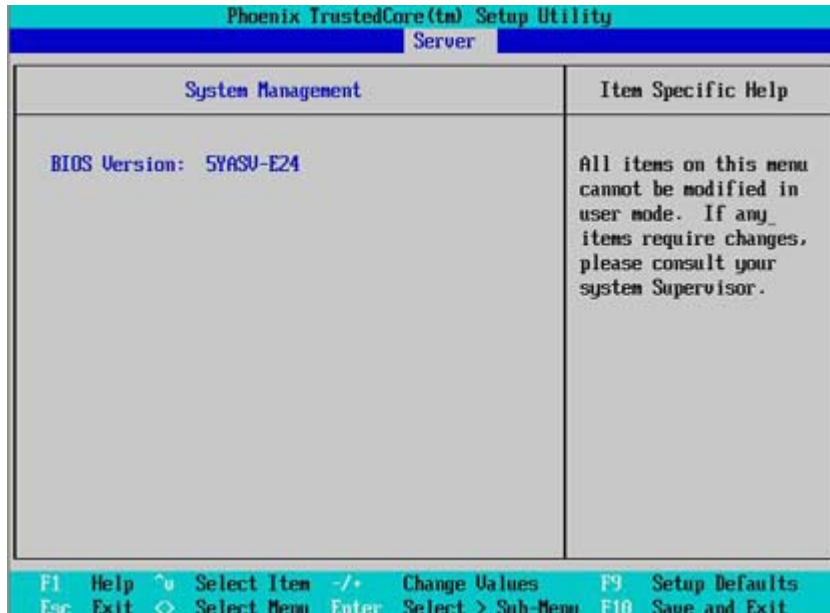 Phoenix TrustedCore(tm) Setup Utility
Server
System Management
Item Specific Help
BIOS Version: 5YASV-E24
All items on this menu
cannot be modified in
user mode. If any_
items require changes,
please consult your
system Supervisor.
F1 Help ^v Select Item -/+ Change Values F9 Setup Defaults
Esc Exit <> Select Menu Enter Select > Sub-Menu F10 Save and Exit